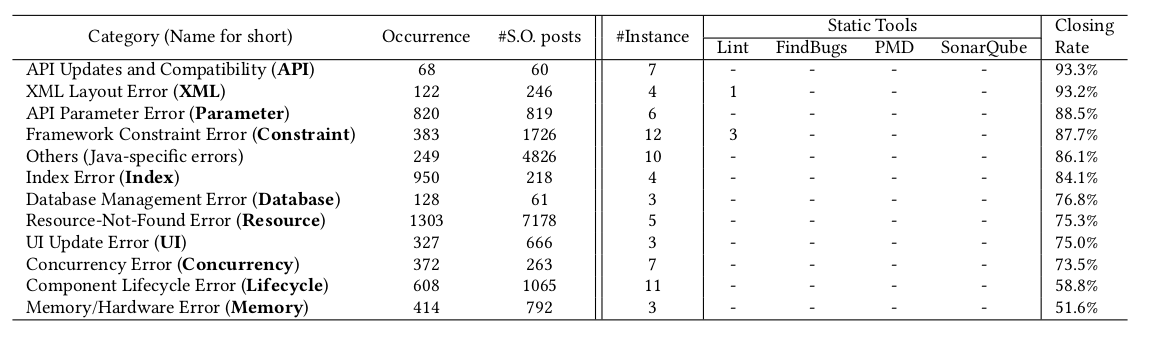 Category (Name for short) Occurrence #S.O. posts #Instance Static Tools Closing Rate
Lint FindBugs PMD SonarQube
API Updates and Compatibility (API) 68 60 7 - - - - 93.3%
XML Layout Error (XML) 122 246 4 1 - - - 93.2%
API Parameter Error (Parameter) 820 819 6 - - - - 88.5%
Framework Constraint Error (Constraint) 383 1726 12 3 - - - 87.7%
Others (Java-specific errors) 249 4826 10 - - - - 86.1%
Index Error (Index) 950 218 4 - - - - 84.1%
Database Management Error (Database) 128 61 3 - - - - 76.8%
Resource-Not-Found Error (Resource) 1303 7178 5 - - - - 75.3%
UI Update Error (UI) 327 666 3 - - - - 75.0%
Concurrency Error (Concurrency) 372 263 7 - - - - 73.5%
Component Lifecycle Error (Lifecycle) 608 1065 11 - - - - 58.8%
Memory/Hardware Error (Memory) 414 792 3 - - - - 51.6%